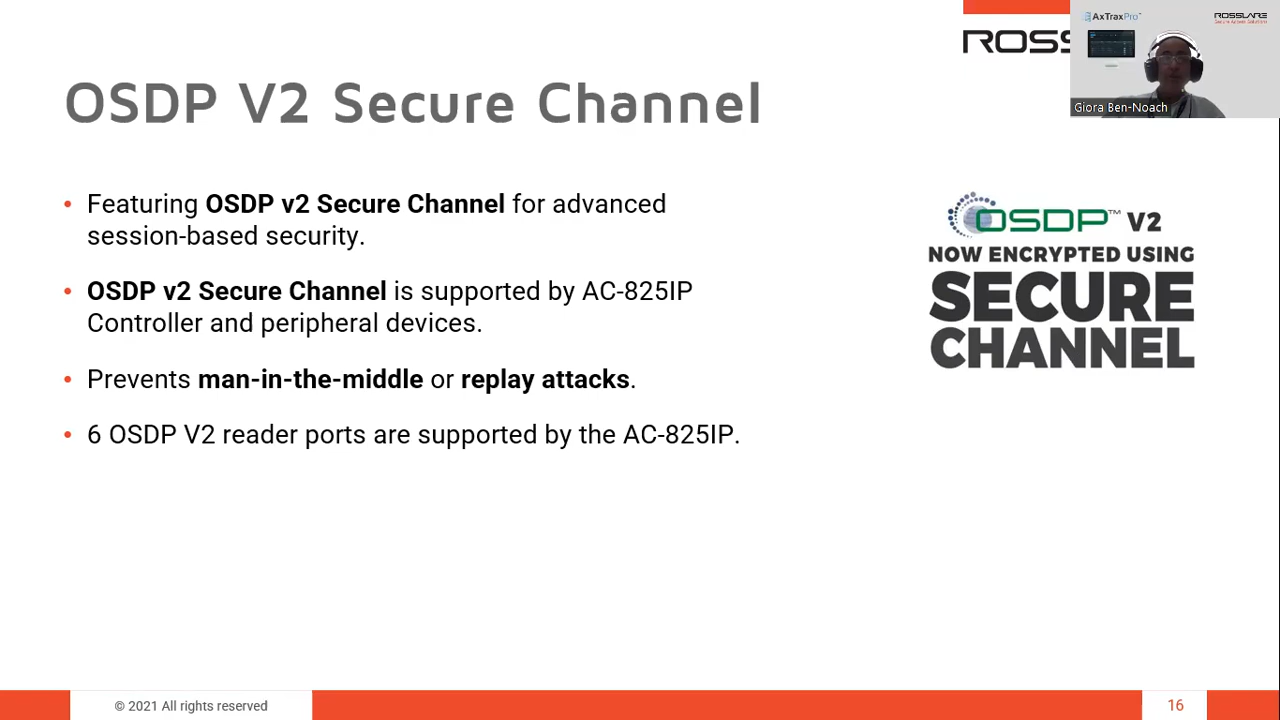 AxTraxPro™
ROSSLARE
ROSS
Giora Ben-Noach
OSDP V2 Secure Channel
• Featuring OSDP v2 Secure Channel for advanced
session-based security.
• OSDP v2 Secure Channel is supported by AC-825IP
Controller and peripheral devices.
• Prevents man-in-the-middle or replay attacks.
• 6 OSDP V2 reader ports are supported by the AC-825IP.
OSDP™ V2
NOW ENCRYPTED USING
SECURE
CHANNEL
© 2021 All rights reserved
16